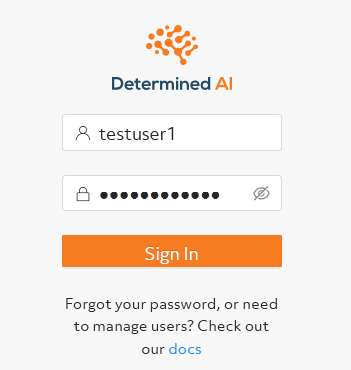 Determined AI
testuser1
••••••••••••
Sign In
Forgot your password, or need
to manage users? Check out
our docs